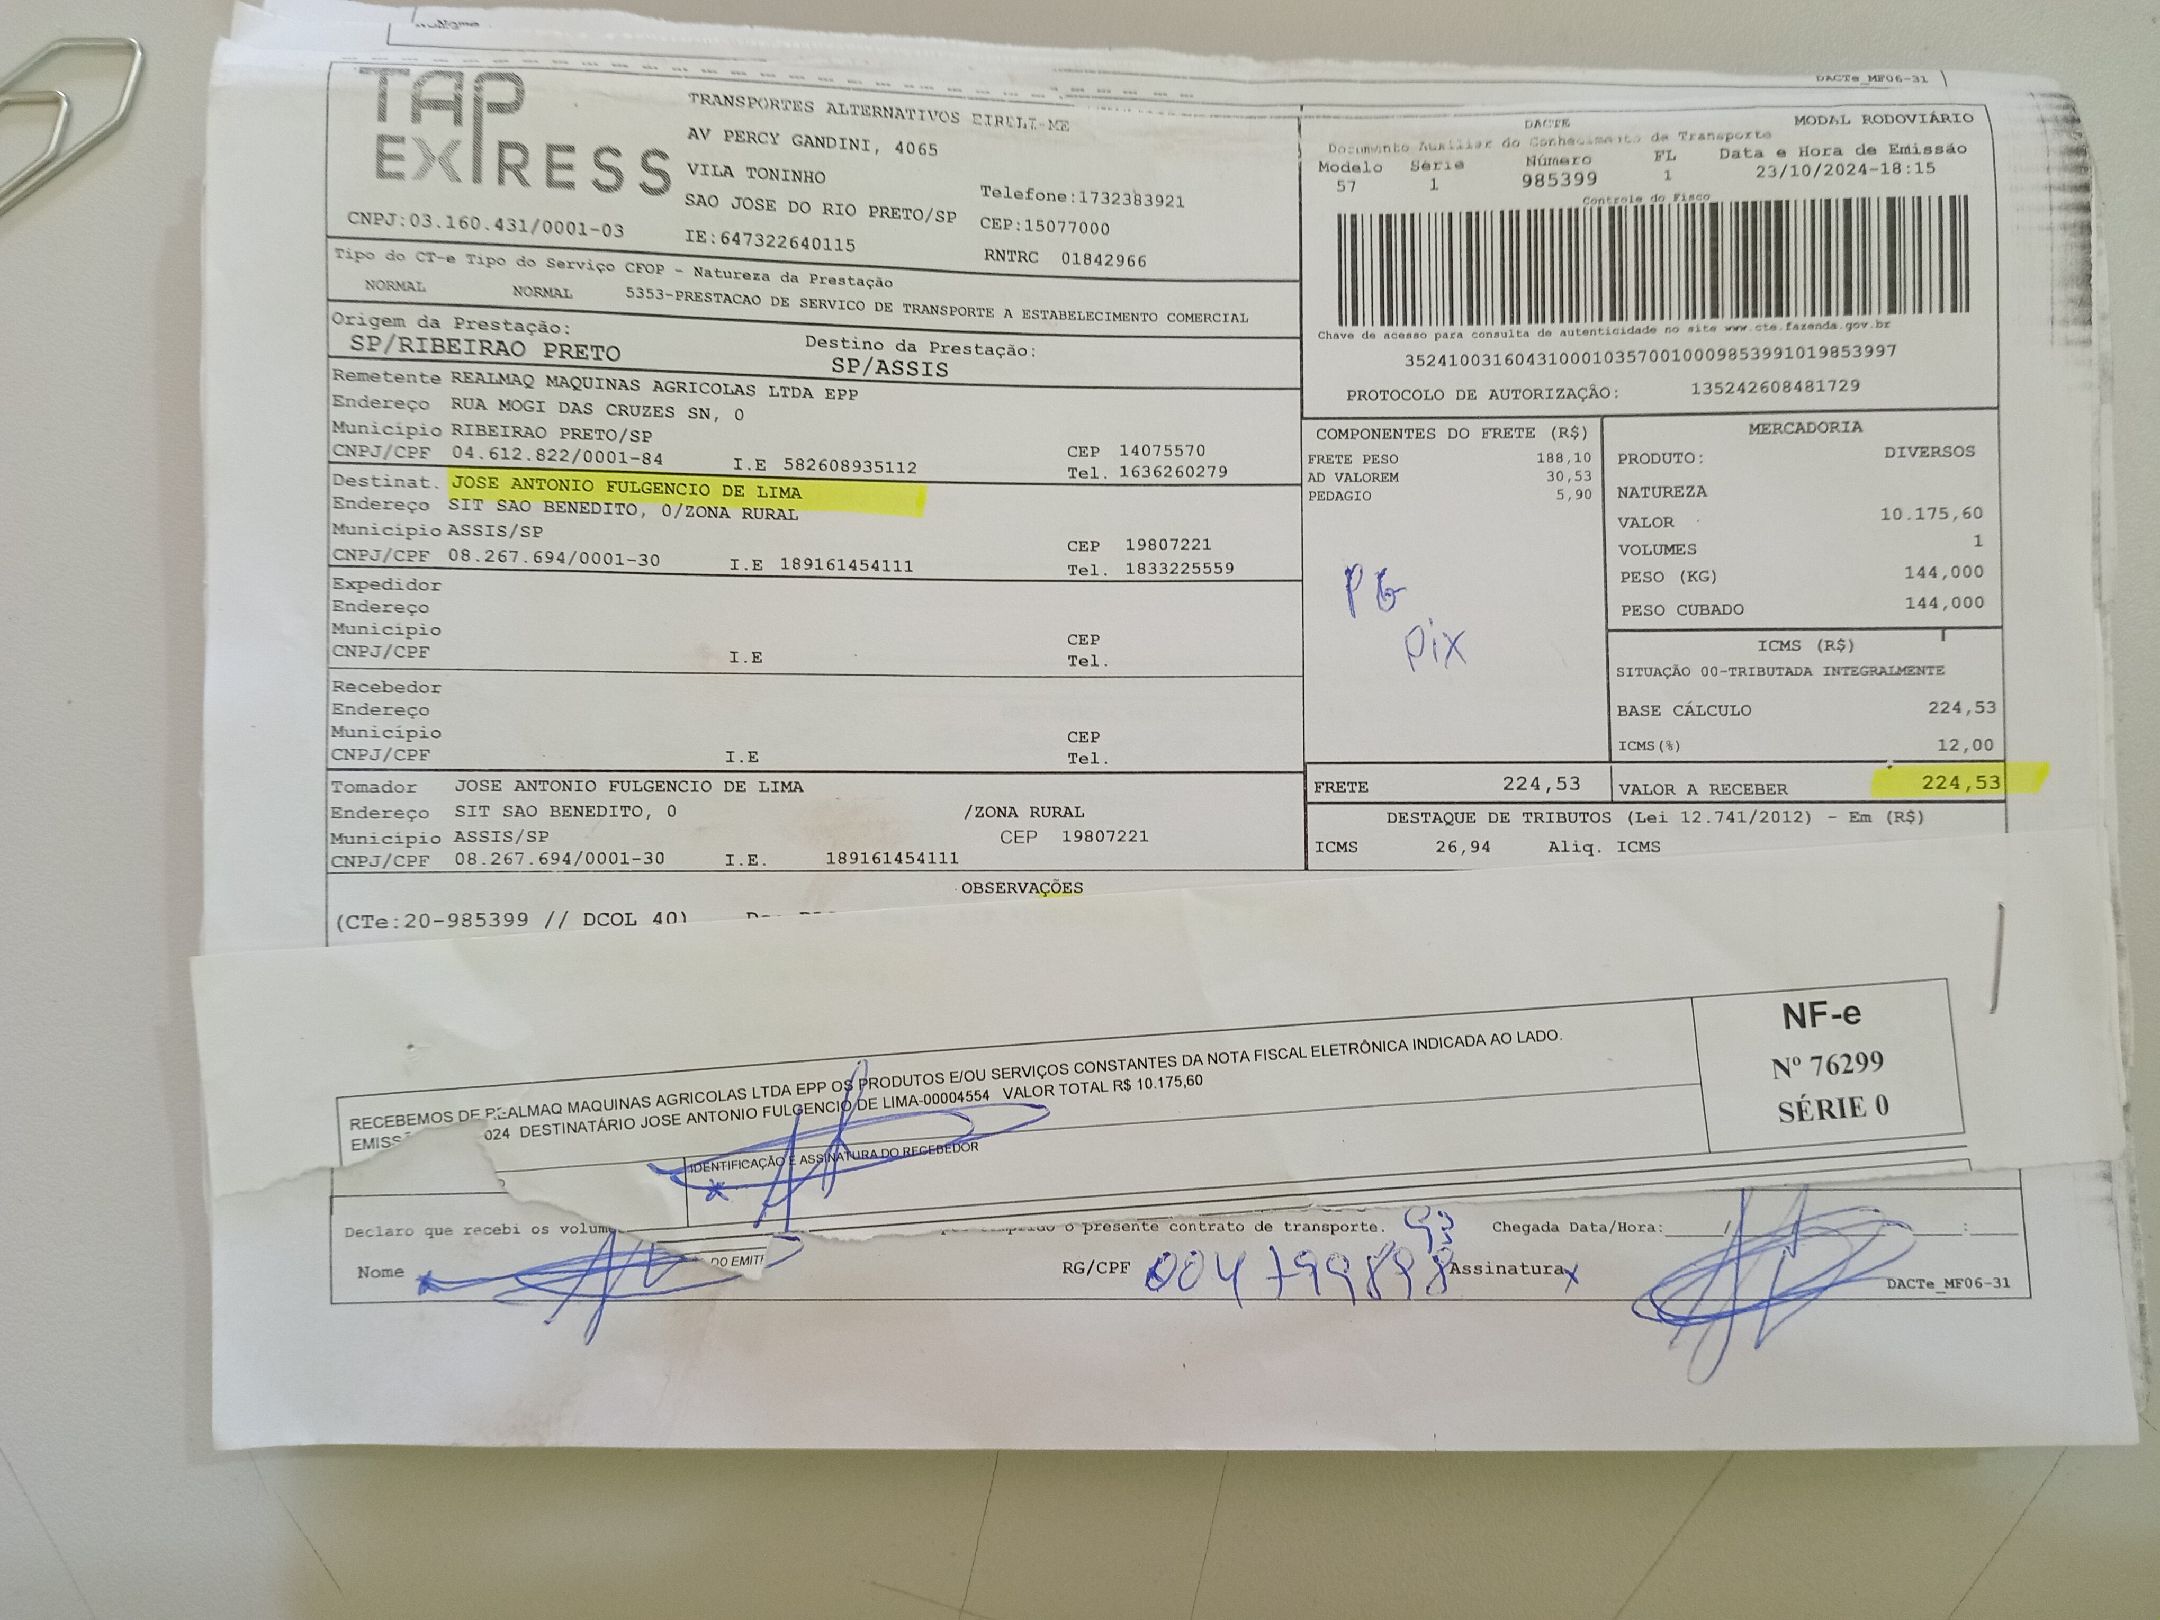 DACTe_MF06-31
TAP
EXPRESS
CNPJ:03.160.431/0001-03
TRANSPORTES ALTERNATIVOS EIRELI-ME
AV PERCY GANDINI, 4065
VILA TONINHO
SAO JOSE DO RIO PRETO/SP
IE:647322640115
Telefone:1732383921
CEP:15077000
RNTRC 01842966
DACTE MODAL RODOVIÁRIO
Documento Auxiliar do Conhecimento de Transporte
Modelo Serie Número FL Data e Hora de Emissão
57 1 985399 1 23/10/2024-18:15
Controle do Fisco
Chave de acesso para consulta de autenticidade no site www.cte.fazenda.gov.br
35241003160431000103570010009853991019853997
PROTOCOLO DE AUTORIZAÇÃO: 135242608481729
Tipo do CT-e Tipo do Serviço CFOP - Natureza da Prestação
NORMAL NORMAL 5353-PRESTACAO DE SERVICO DE TRANSPORTE A ESTABELECIMENTO COMERCIAL
Origem da Prestação: Destino da Prestação:
SP/RIBEIRAO PRETO SP/ASSIS
Remetente REALMAQ MAQUINAS AGRICOLAS LTDA EPP
Endereço RUA MOGI DAS CRUZES SN, 0
Município RIBEIRAO PRETO/SP CEP 14075570
CNPJ/CPF 04.612.822/0001-84 I.E 582608935112 Tel. 1636260279
Destinat. JOSE ANTONIO FULGENCIO DE LIMA
Endereço SIT SAO BENEDITO, 0/ZONA RURAL
Município ASSIS/SP CEP 19807221
CNPJ/CPF 08.267.694/0001-30 I.E 189161454111 Tel. 1833225559
Expedidor
Endereço
Município CEP
CNPJ/CPF I.E Tel.
Recebedor
Endereço
Município CEP
CNPJ/CPF I.E Tel.
Tomador JOSE ANTONIO FULGENCIO DE LIMA
Endereço SIT SAO BENEDITO, 0 /ZONA RURAL
Município ASSIS/SP CEP 19807221
CNPJ/CPF 08.267.694/0001-30 I.E. 189161454111
COMPONENTES DO FRETE (R$)
FRETE PESO 188,10
AD VALOREM 30,53
PEDAGIO 5,90
PG
Pix
MERCADORIA
PRODUTO: DIVERSOS
NATUREZA
VALOR 10.175,60
VOLUMES 1
PESO (KG) 144,000
PESO CUBADO 144,000
ICMS (R$)
SITUAÇÃO 00-TRIBUTADA INTEGRALMENTE
BASE CÁLCULO 224,53
ICMS(%) 12,00
FRETE 224,53 VALOR A RECEBER 224,53
DESTAQUE DE TRIBUTOS (Lei 12.741/2012) - Em (R$)
ICMS 26,94 Aliq. ICMS
OBSERVAÇÕES
(CTe:20-985399 // DCOL 40)
RECEBEMOS DE REALMAQ MAQUINAS AGRICOLAS LTDA EPP OS PRODUTOS E/OU SERVIÇOS CONSTANTES DA NOTA FISCAL ELETRÔNICA INDICADA AO LADO.
EMISS 024 DESTINATÁRIO JOSE ANTONIO FULGENCIO DE LIMA-00004554 VALOR TOTAL R$ 10.175,60
IDENTIFICAÇÃO E ASSINATURA DO RECEBEDOR
NF-e
Nº 76299
SÉRIE 0
Declaro que recebi os volum o presente contrato de transporte. Chegada Data/Hora: / :
Nome DO EMIT RG/CPF Assinatura
DACTe_MF06-31